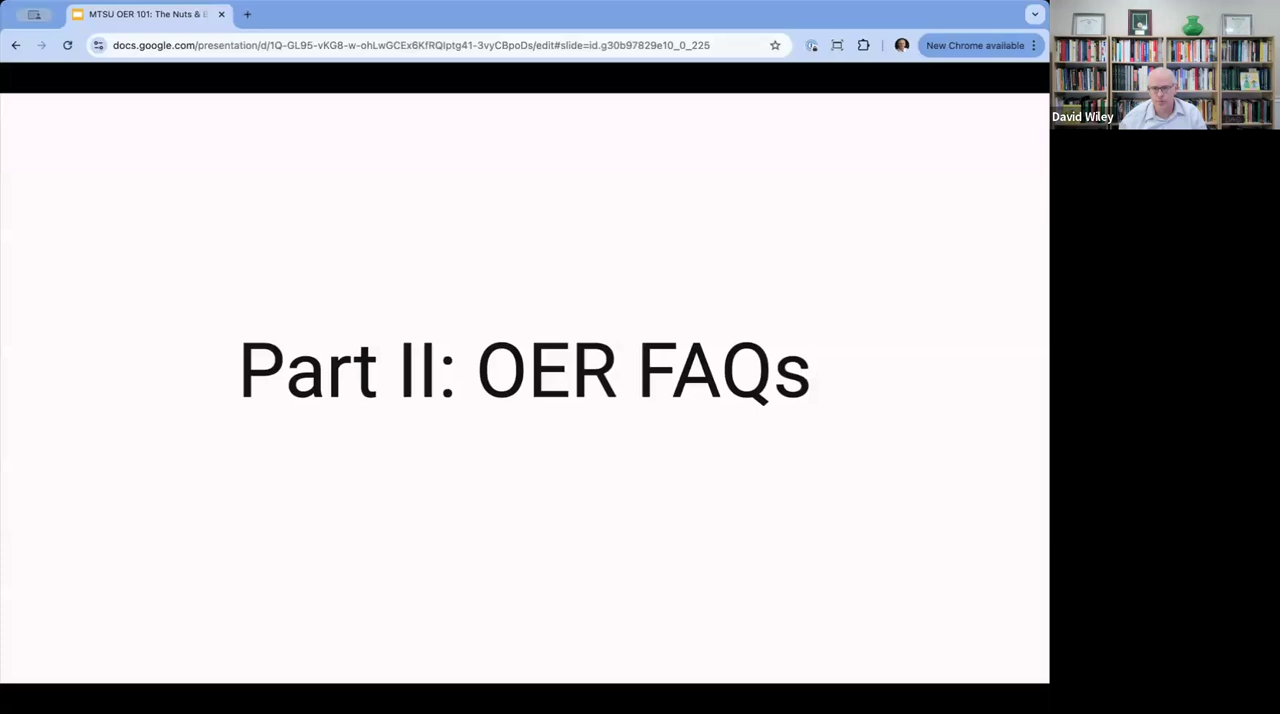 MTSU OER 101: The Nuts & B
docs.google.com/presentation/d/1Q-GL95-vKG8-w-ohLwGCEx6KfRQlptg41-3vyCBpoDs/edit#slide=id.g30b97829e10_0_225
New Chrome available
David Wiley
Part II: OER FAQs